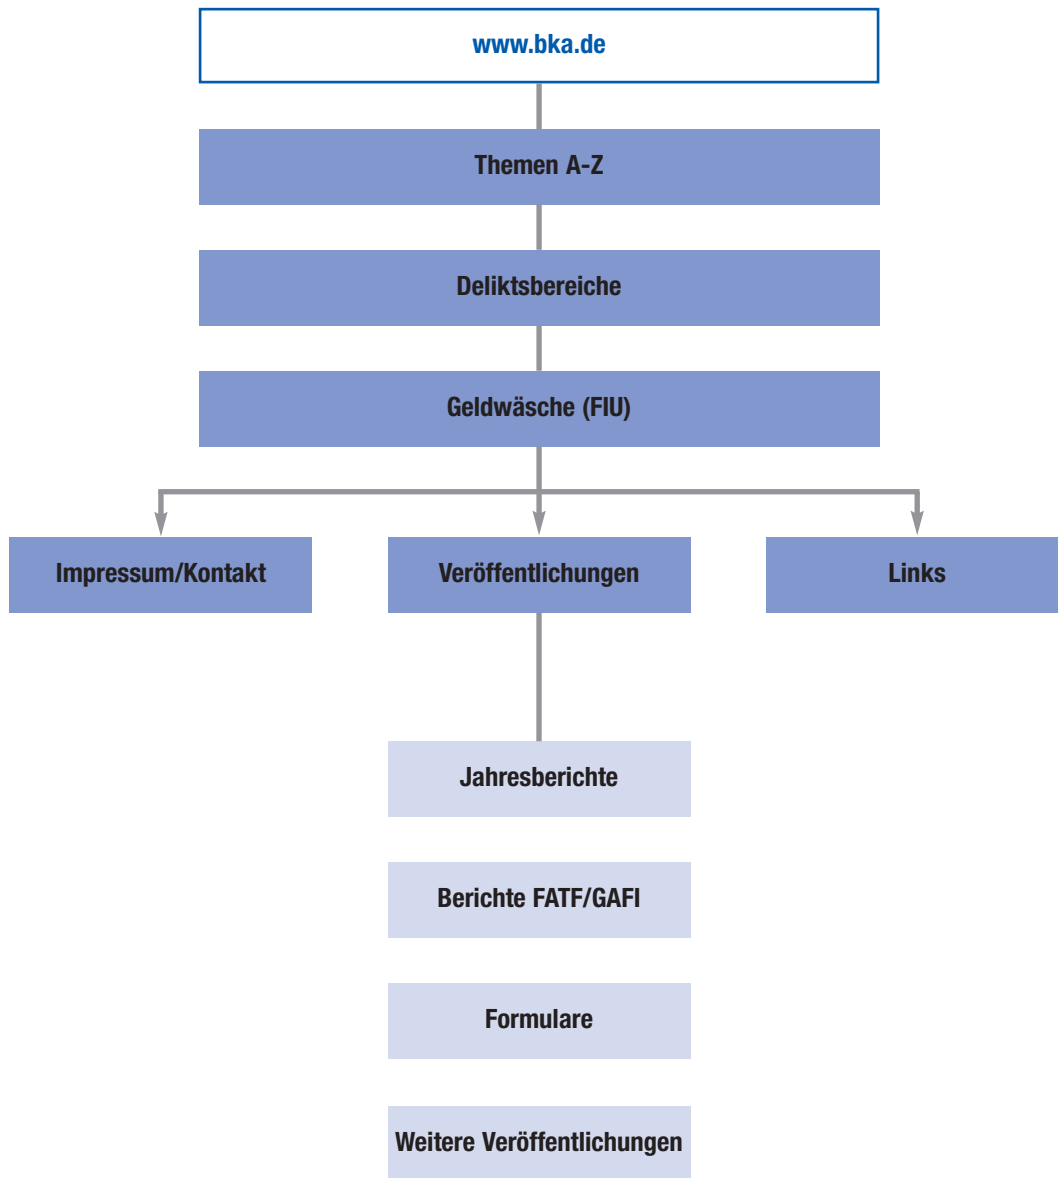 www.bka.de
Themen A-Z
Deliktsbereiche
Geldwäsche (FIU)
Impressum/Kontakt
Veröffentlichungen
Links
Jahresberichte
Berichte FATF/GAFI
Formulare
Weitere Veröffentlichungen